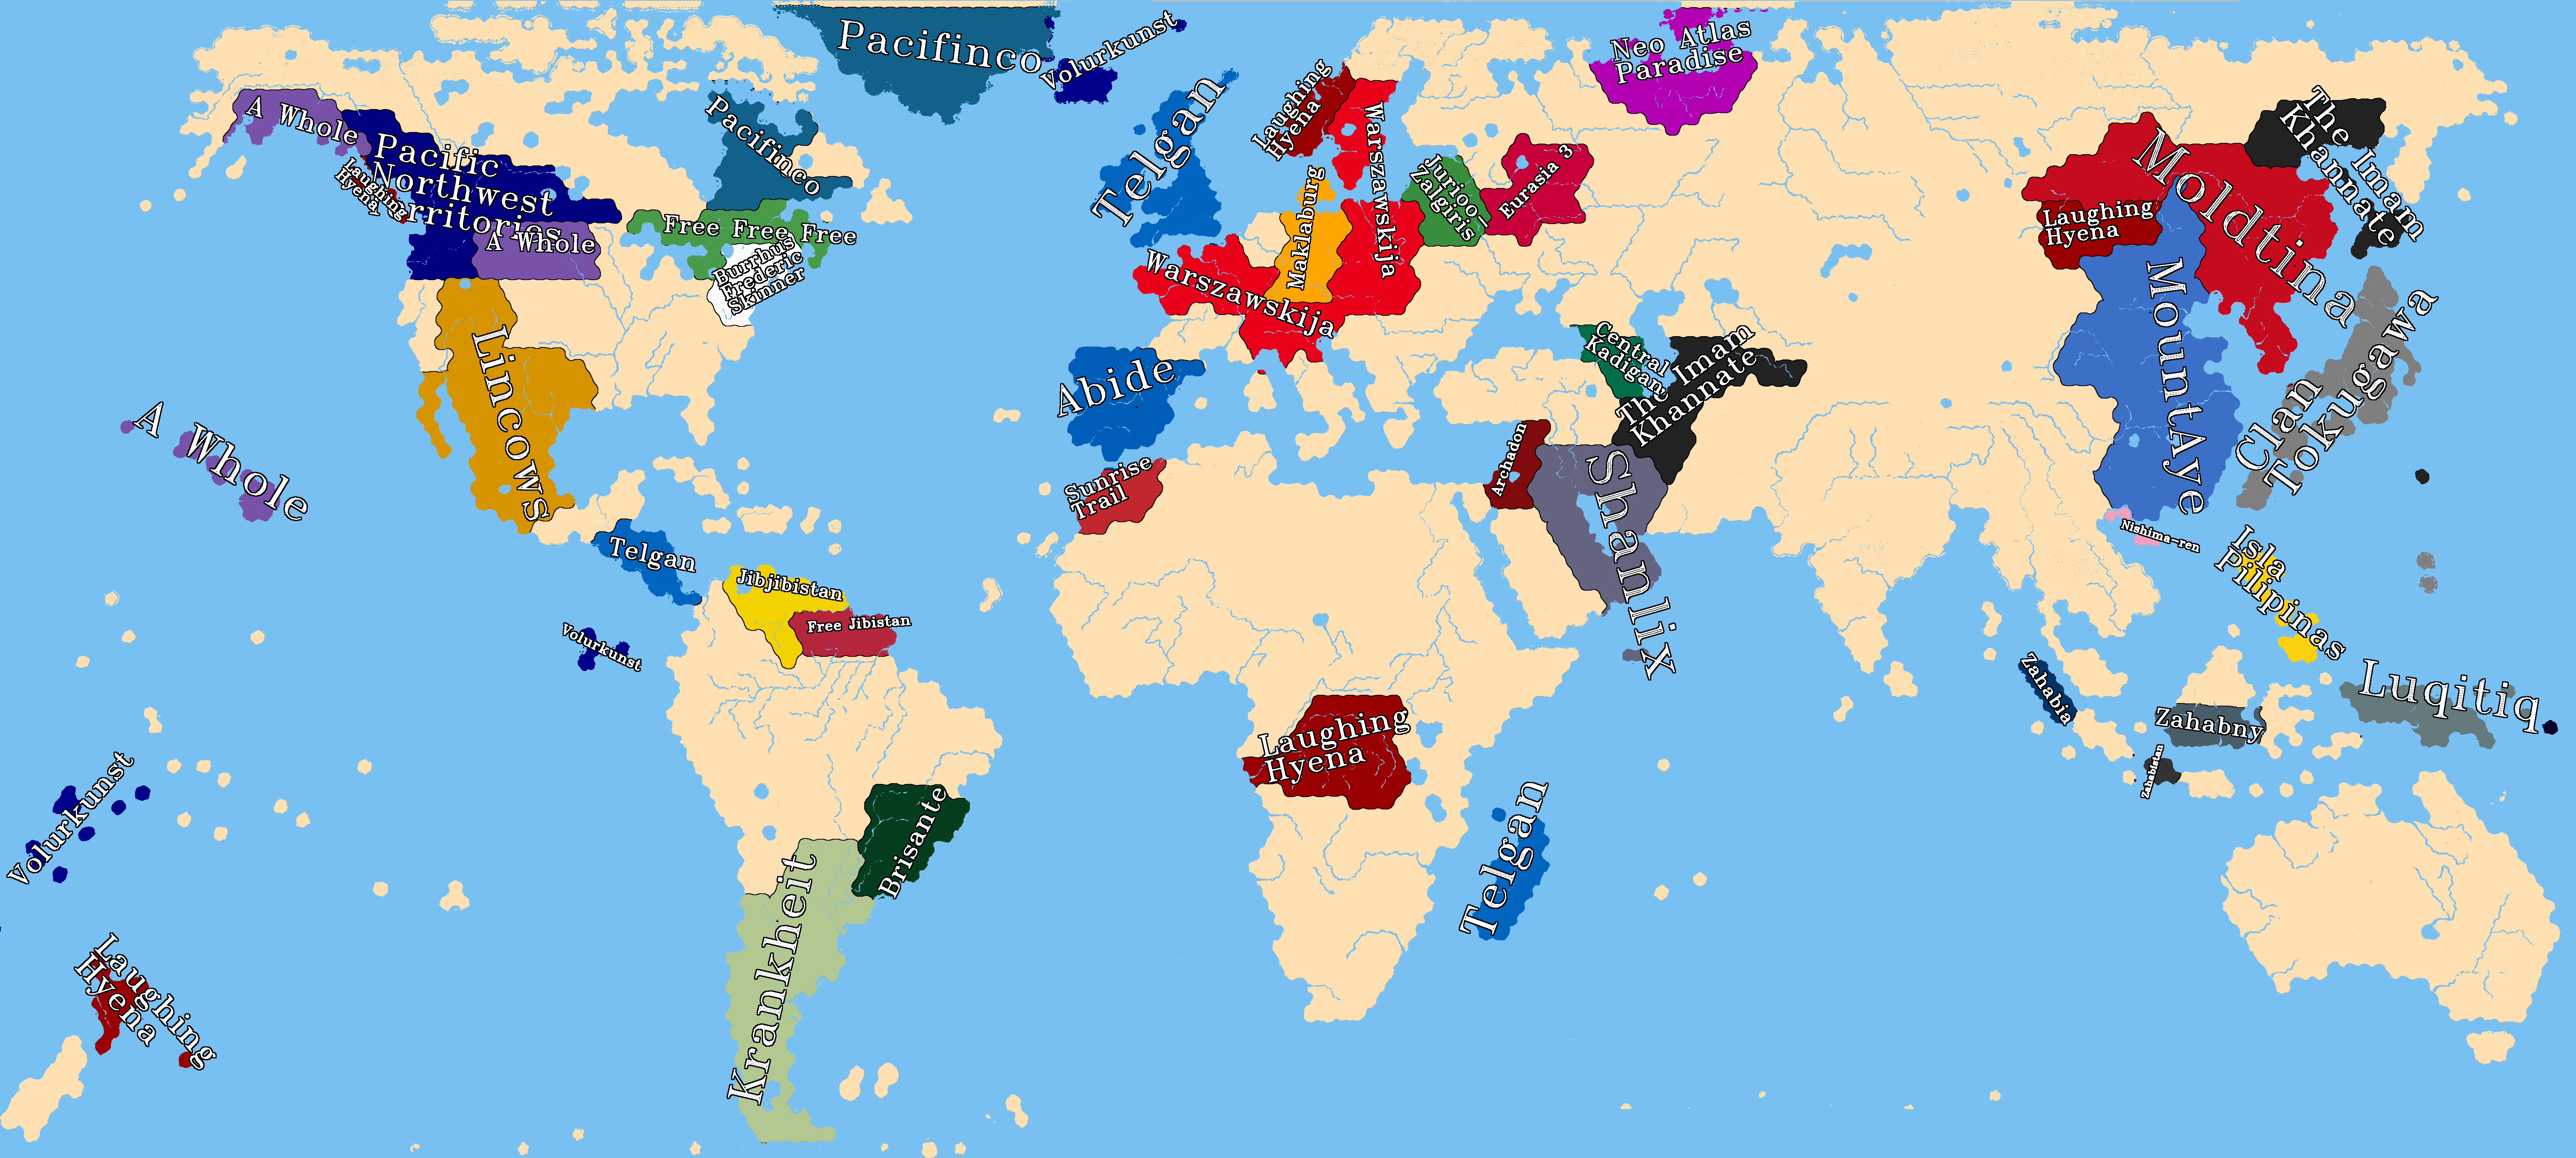 Pacifinco
Volurkunst
Neo Atlas
Paradise
A Whole
Pacific
Northwest
Territories
Laughing
Hyena
A Whole
Pacifinco
Free Free Free
Burrhus
Frederic
Skinner
Lincows
A Whole
Telgan
Laughing
Hyena
Warszawskija
Maklaburg
Warszawskija
Zalgiris
Eurasia 3
Abide
Sunrise
Trail
Central
Kadigan
The Imam
Khannate
Archadon
Shamlix
Moldtina
Laughing
Hyena
MountAye
The Imam
Khannate
Clan
Tokugawa
Nishima-ren
Isla
Pilipinas
Telgan
Jibjibistan
Free Jibistan
Volurkunst
Laughing
Hyena
Zahabia
Zahabny
Zahabistan
Luqitiq
Volurkunst
Brisante
Krankheit
Telgan
Laughing
Hyena